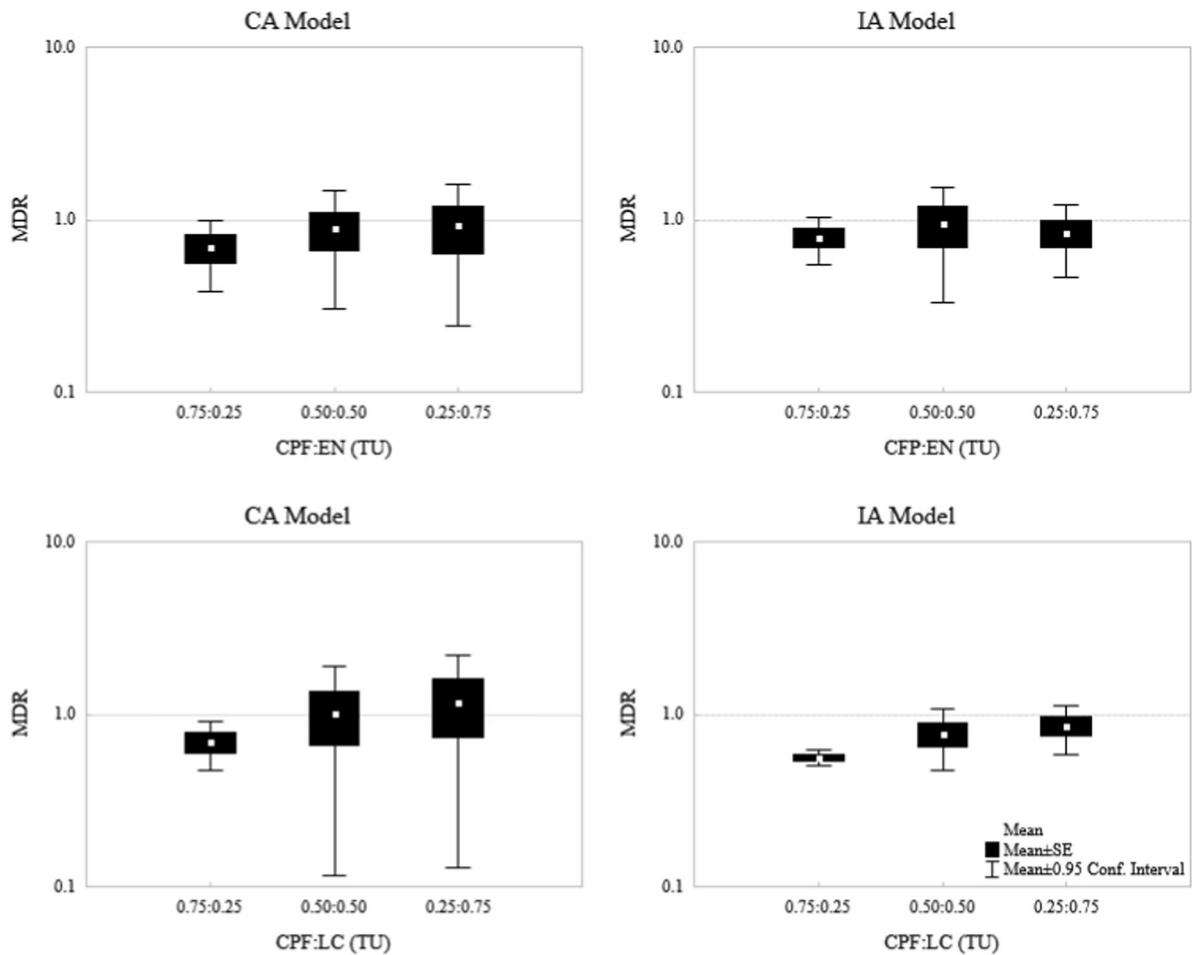 CA Model
10.0
MDR
1.0
0.1
0.75:0.25 0.50:0.50 0.25:0.75
CPF:EN (TU)
IA Model
10.0
MDR
1.0
0.1
0.75:0.25 0.50:0.50 0.25:0.75
CFP:EN (TU)
CA Model
10.0
MDR
1.0
0.1
0.75:0.25 0.50:0.50 0.25:0.75
CPF:LC (TU)
IA Model
10.0
MDR
1.0
0.1
Mean
Mean±SE
Mean±0.95 Conf. Interval
0.75:0.25 0.50:0.50 0.25:0.75
CPF:LC (TU)